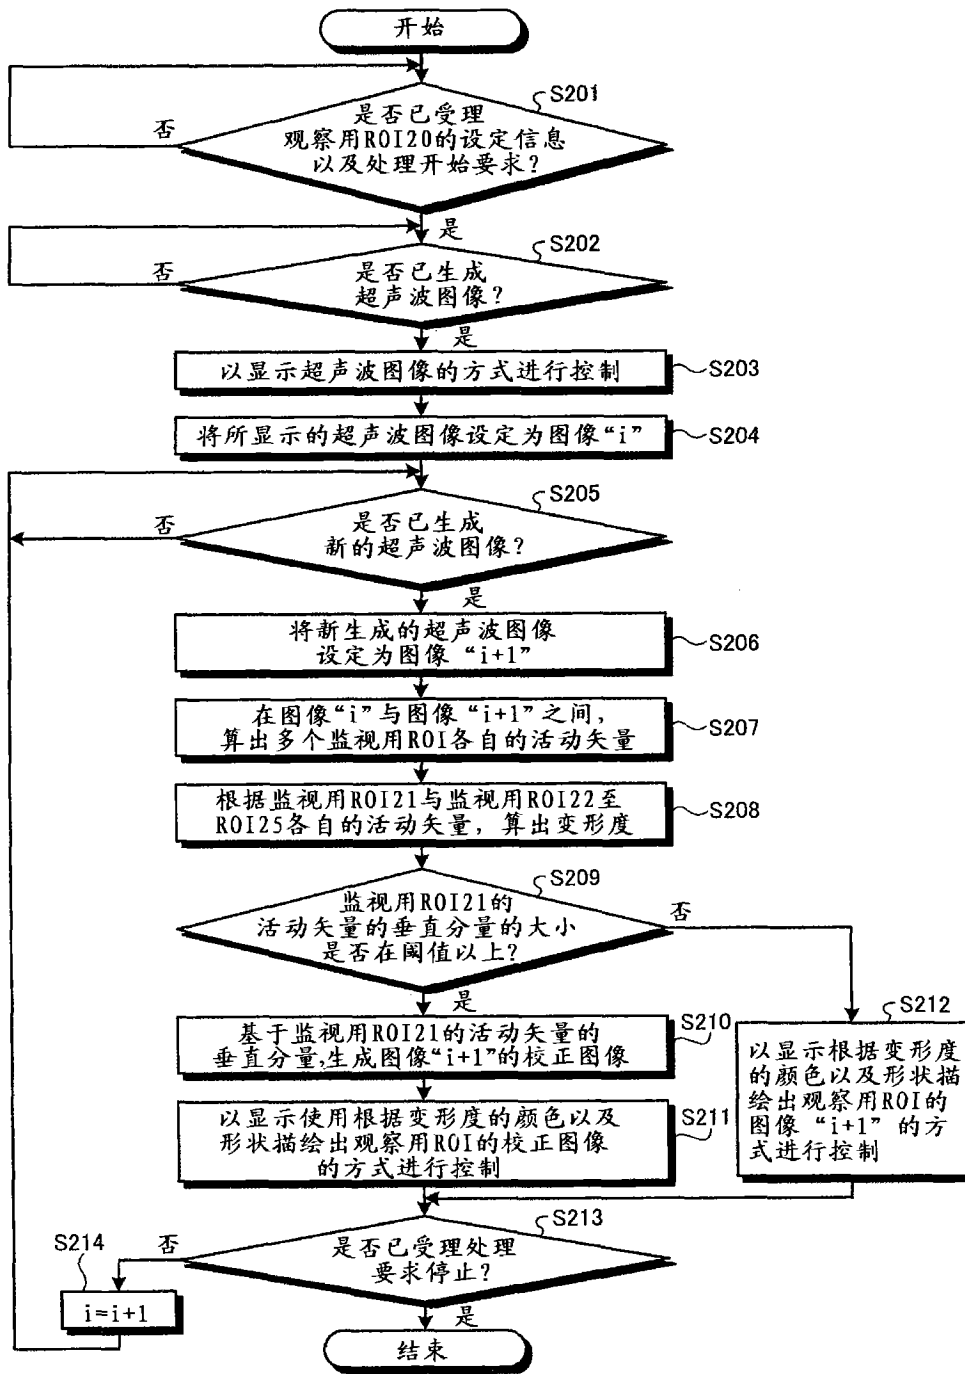 开始
S201
是否已受理
观察用ROI20的设定信息
以及处理开始要求？
否
是
S202
是否已生成
超声波图像？
否
是
以显示超声波图像的方式进行控制
S203
将所显示的超声波图像设定为图像“i”
S204
S205
是否已生成
新的超声波图像？
否
是
将新生成的超声波图像
设定为图像“i+1”
S206
在图像“i”与图像“i+1”之间，
算出多个监视用ROI各自的活动矢量
S207
根据监视用ROI21与监视用ROI22至
ROI25各自的活动矢量，算出变形度
S208
S209
监视用ROI21的
活动矢量的垂直分量的大小
是否在阈值以上？
否
是
基于监视用ROI21的活动矢量的
垂直分量,生成图像“i+1”的校正图像
S210
以显示使用根据变形度的颜色以及
形状描绘出观察用ROI的校正图像
的方式进行控制
S211
S212
以显示根据变形度
的颜色以及形状描
绘出观察用ROI的
图像“i+1”的方
式进行控制
S213
是否已受理处理
要求停止？
否
是
S214
i=i+1
结束